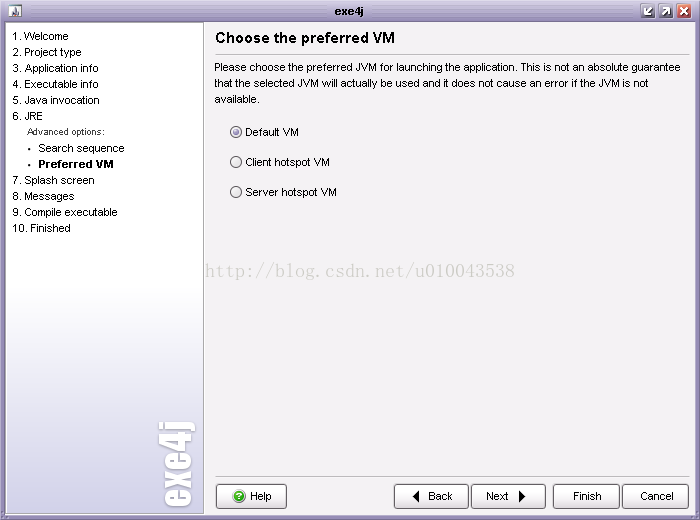 exe4j
1. Welcome
2. Project type
3. Application info
4. Executable info
5. Java invocation
6. JRE
Advanced options:
• Search sequence
• Preferred VM
7. Splash screen
8. Messages
9. Compile executable
10. Finished
exe4j
Choose the preferred VM
Please choose the preferred JVM for launching the application. This is not an absolute guarantee
that the selected JVM will actually be used and it does not cause an error if the JVM is not
available.
Default VM
Client hotspot VM
Server hotspot VM
http://blog.csdn.net/u010043538
Help
Back
Next
Finish
Cancel